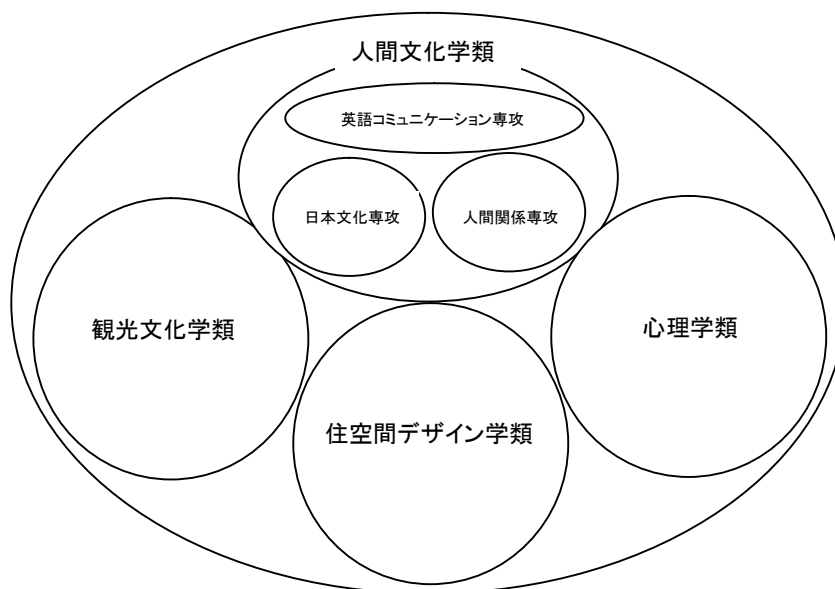 人間文化学類
英語コミュニケーション専攻
日本文化専攻
人間関係専攻
観光文化学類
心理学類
住空間デザイン学類